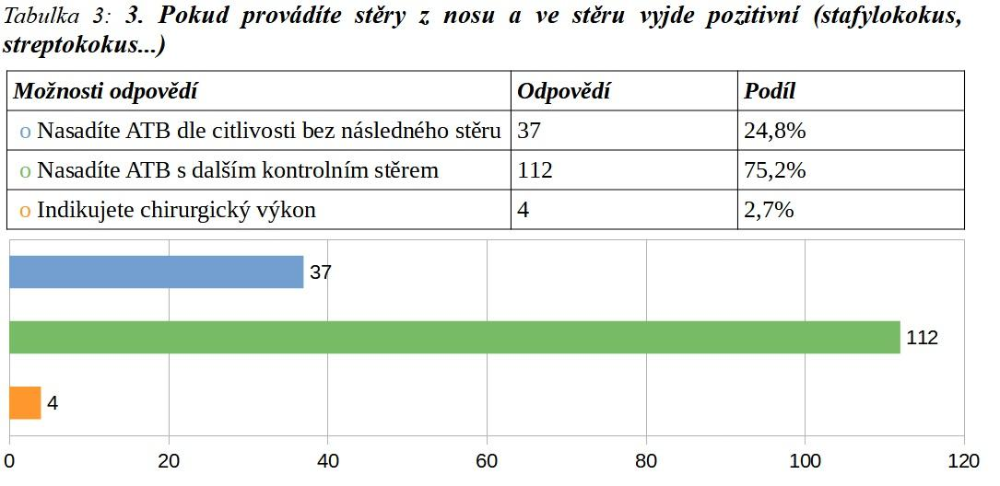 Tabulka 3: 3. Pokud provádíte stěry z nosu a ve stěru vyjde pozitivní (stafylokokus,
streptokokus...)
Možnosti odpovědí Odpovědí Podíl
o Nasadíte ATB dle citlivosti bez následného stěru 37 24,8%
o Nasadíte ATB s dalším kontrolním stěrem 112 75,2%
o Indikujete chirurgický výkon 4 2,7%
37
112
4
0 20 40 60 80 100 120